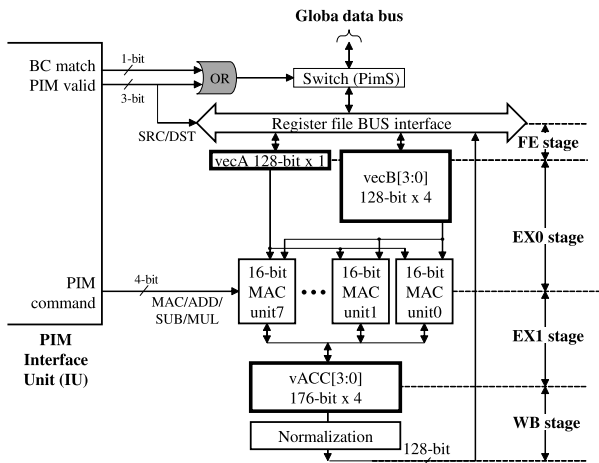 Globa data bus
BC match
1-bit
PIM valid
3-bit
OR
Switch (PimS)
SRC/DST
Register file BUS interface
FE stage
vecA 128-bit x 1
vecB[3:0]
128-bit x 4
EX0 stage
PIM
command
4-bit
MAC/ADD/
SUB/MUL
16-bit
MAC
unit7
16-bit
MAC
unit1
16-bit
MAC
unit0
PIM
Interface
Unit (IU)
EX1 stage
vACC[3:0]
176-bit x 4
WB stage
Normalization
128-bit